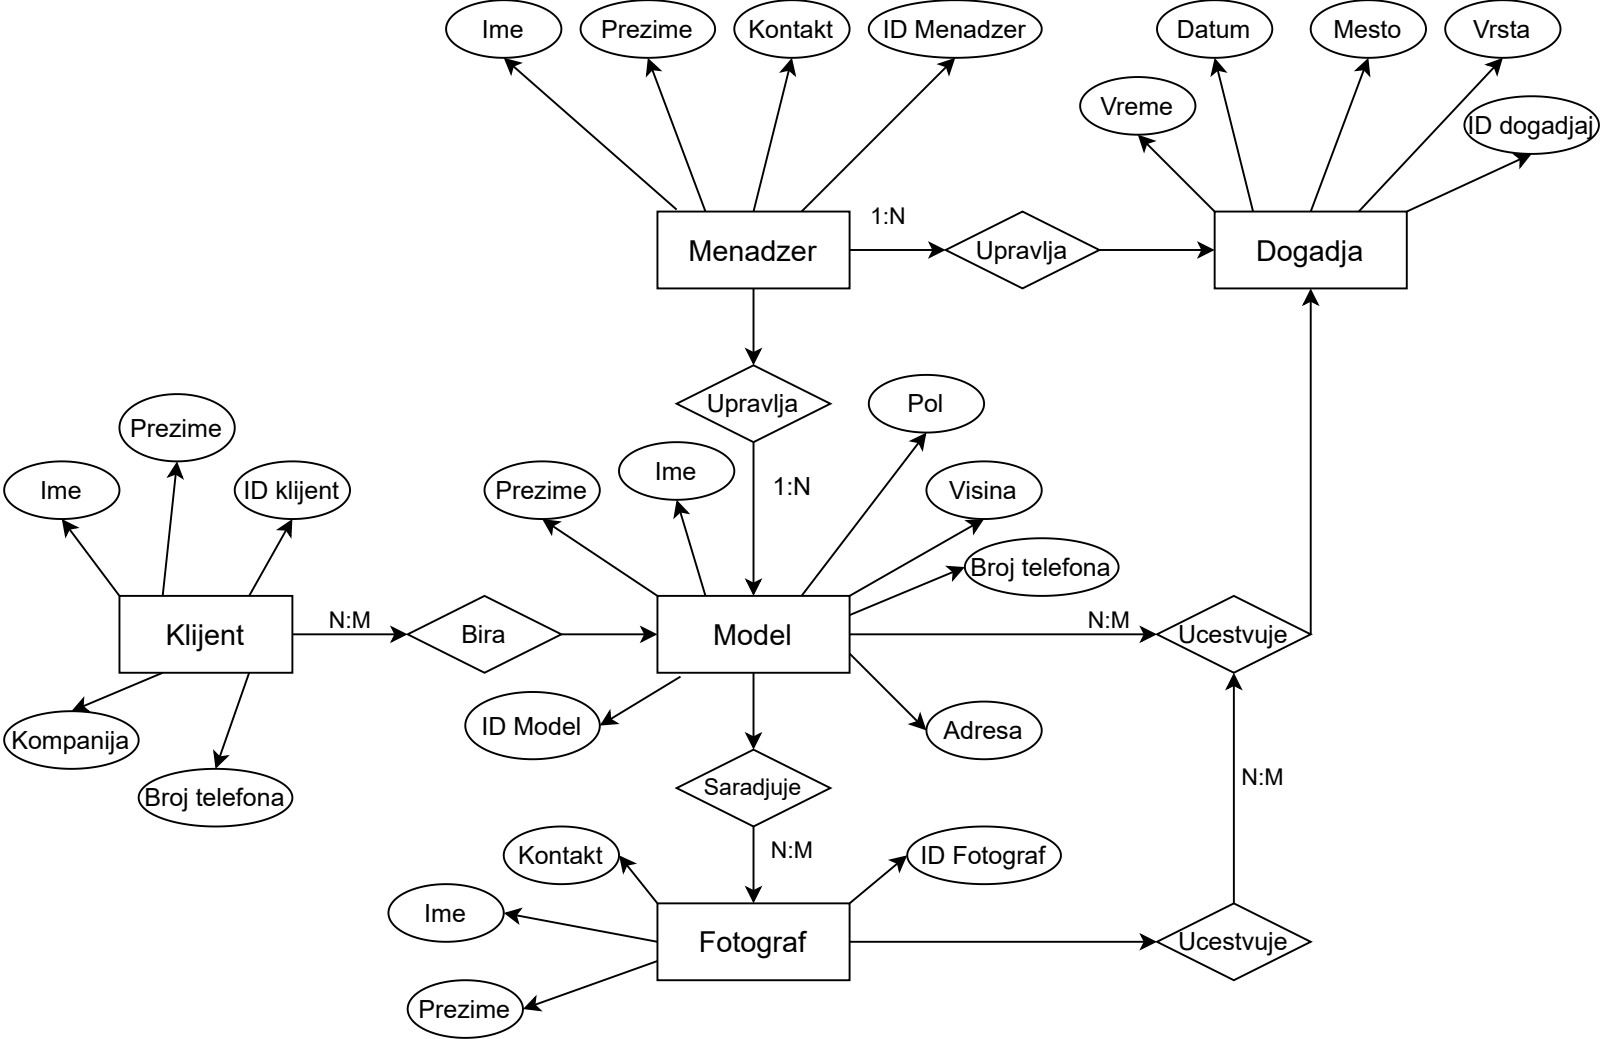 Ime
Prezime
Kontakt
ID Menadzer
Datum
Mesto
Vrsta
Vreme
ID dogadjaj
1:N
Menadzer
Upravlja
Dogadja
Upravlja
Pol
Prezime
Ime
ID klijent
Prezime
Ime
1:N
Visina
Broj telefona
Klijent
N:M
Bira
Model
N:M
Ucestvuje
Kompanija
Broj telefona
ID Model
Adresa
Saradjuje
N:M
N:M
Kontakt
ID Fotograf
Ime
Fotograf
Ucestvuje
Prezime